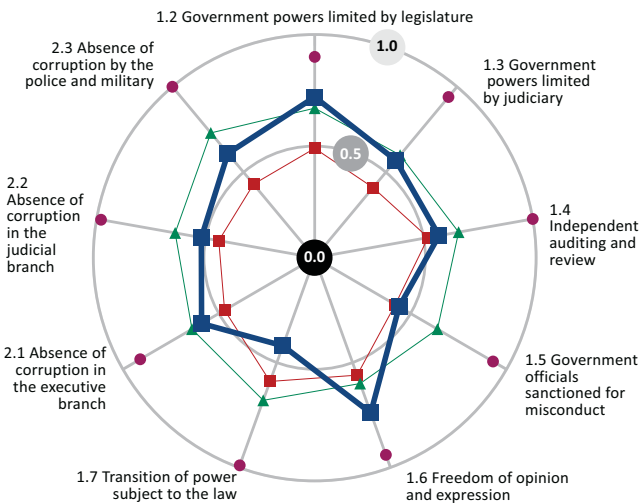 1.2 Government powers limited by legislature
1.0
1.3 Government
powers limited
by judiciary
0.5
1.4
Independent
auditing and
review
0.0
1.5 Government
officials
sanctioned for
misconduct
1.6 Freedom of opinion
and expression
1.7 Transition of power
subject to the law
2.1 Absence of
corruption in
the executive
branch
2.2
Absence of
corruption
in the
judicial
branch
2.3 Absence of
corruption by the
police and military